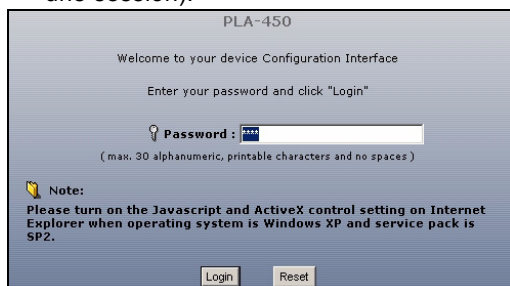 PLA-450
Welcome to your device Configuration Interface
Enter your password and click "Login"
Password : ****
( max. 30 alphanumeric, printable characters and no spaces )
Note:
Please turn on the Javascript and ActiveX control setting on Internet
Explorer when operating system is Windows XP and service pack is
SP2.
Login Reset